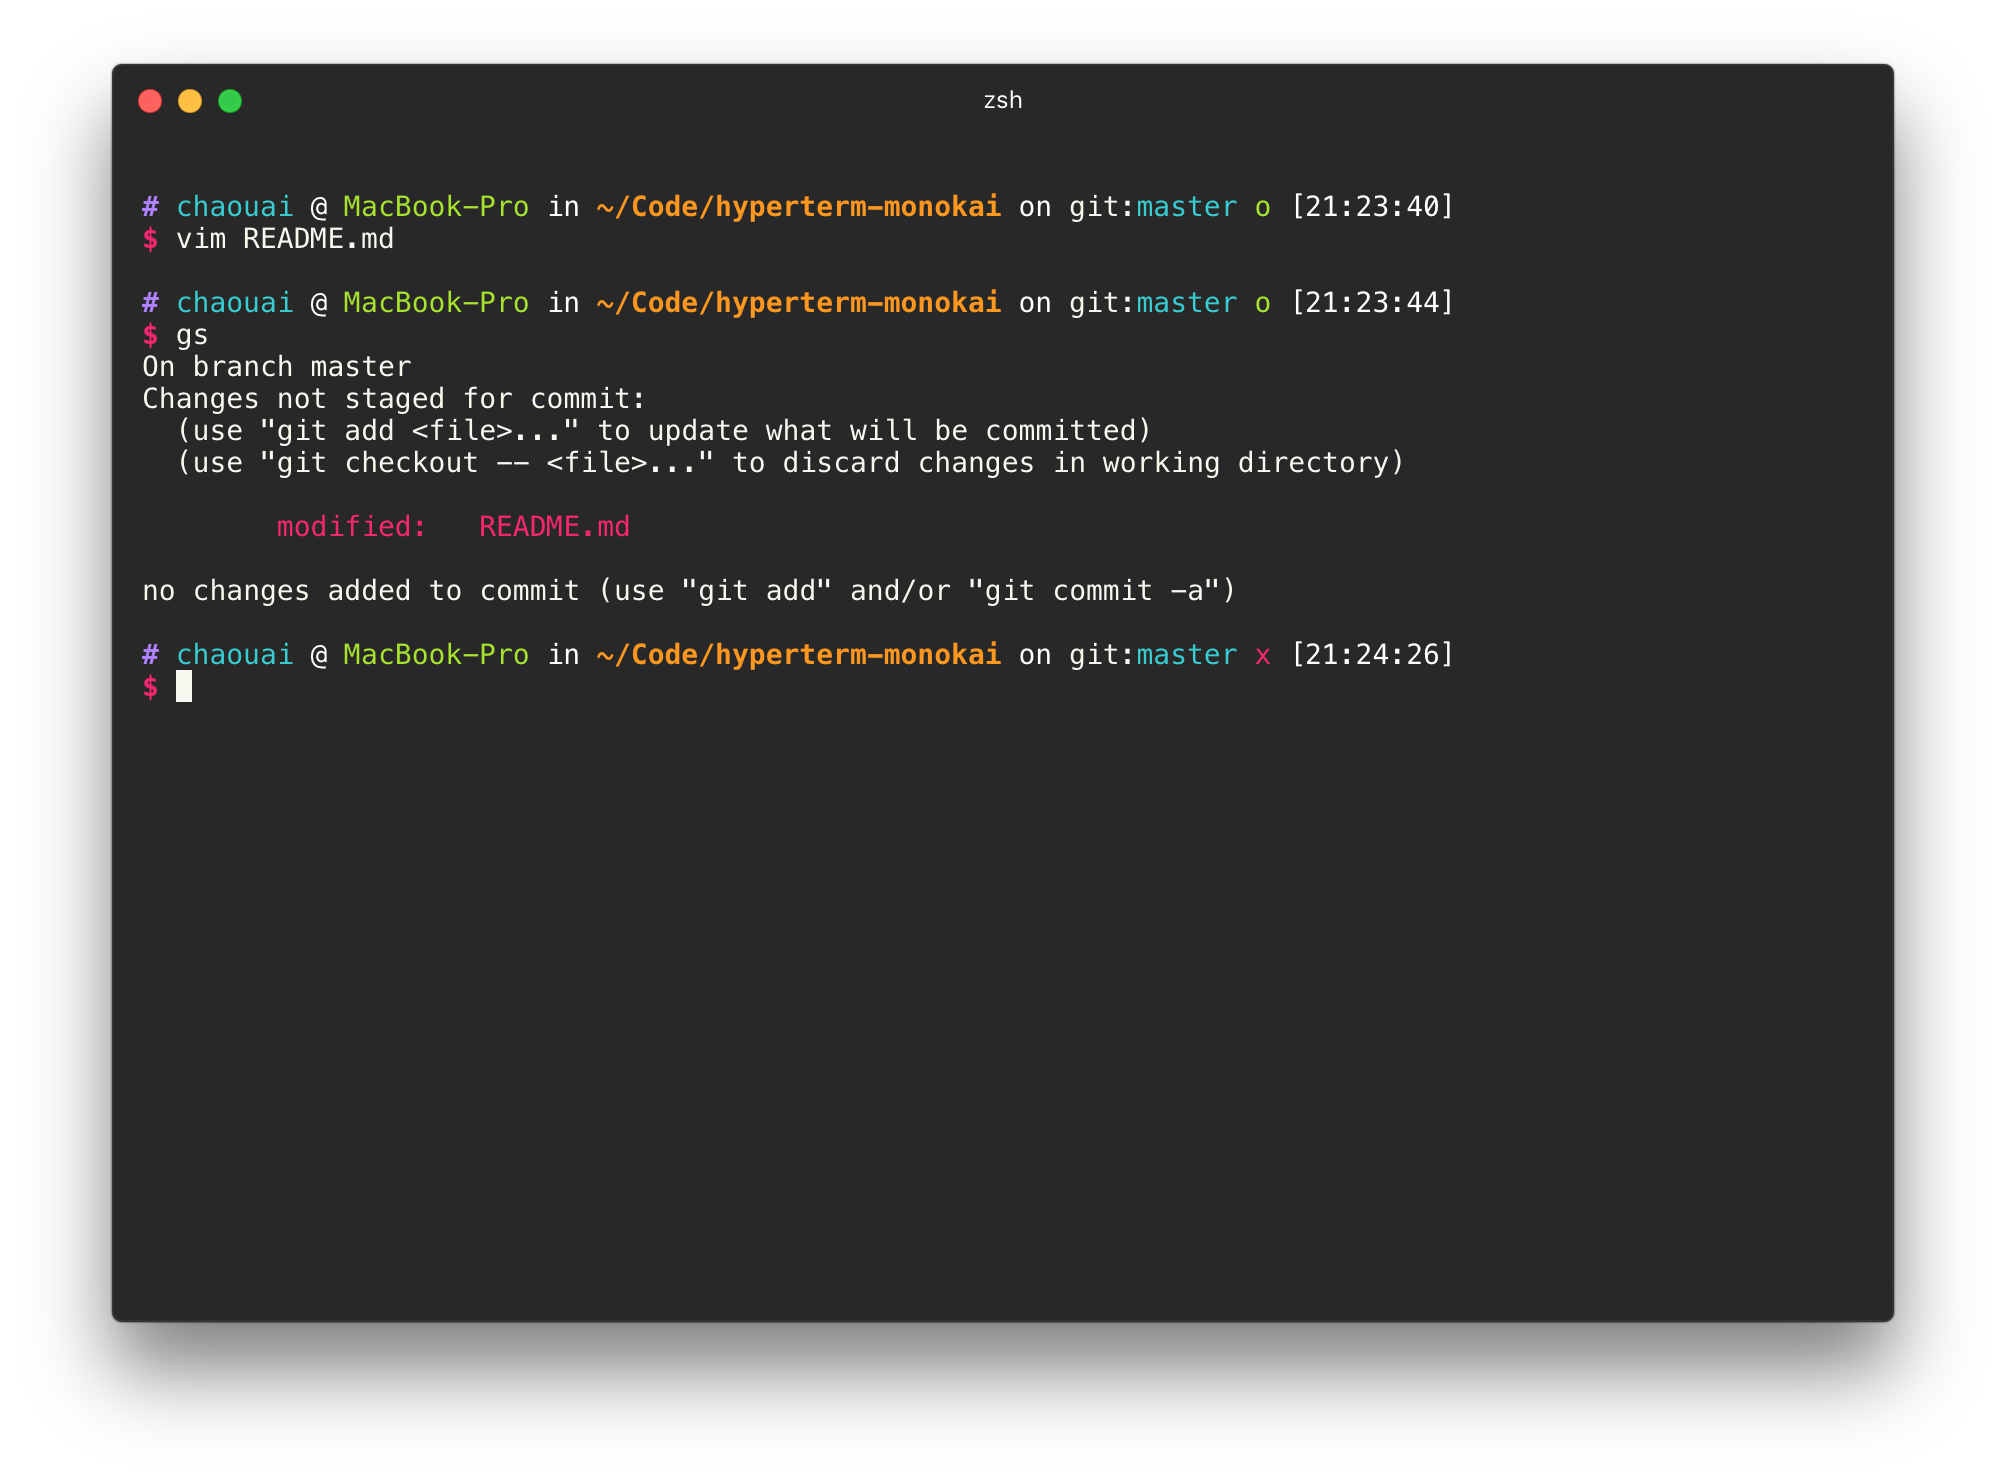 zsh
# chaouai @ MacBook-Pro in ~/Code/hyperterm-monokai on git:master o [21:23:40]
$ vim README.md
# chaouai @ MacBook-Pro in ~/Code/hyperterm-monokai on git:master o [21:23:44]
$ gs
On branch master
Changes not staged for commit:
  (use "git add <file>..." to update what will be committed)
  (use "git checkout -- <file>..." to discard changes in working directory)
        modified:   README.md
no changes added to commit (use "git add" and/or "git commit -a")
# chaouai @ MacBook-Pro in ~/Code/hyperterm-monokai on git:master x [21:24:26]
$